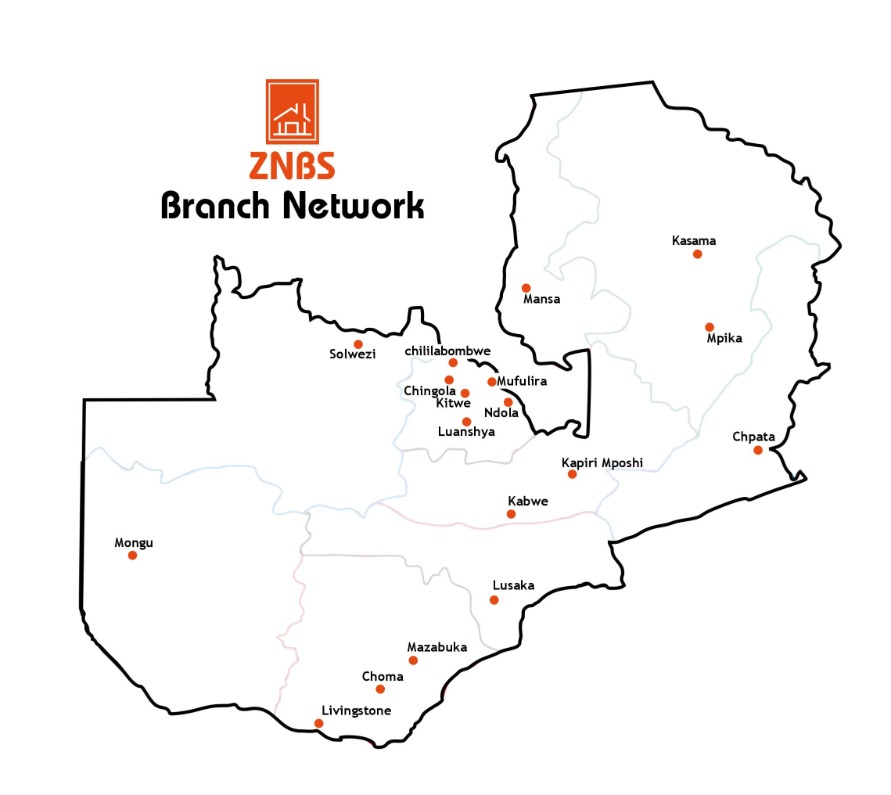 ZNBS
Branch Network
Kasama
Mansa
Mpika
Solwezi
chililabombwe
Mufulira
Chingola
Kitwe
Ndola
Luanshya
Chpata
Kapiri Mposhi
Kabwe
Mongu
Lusaka
Mazabuka
Choma
Livingstone